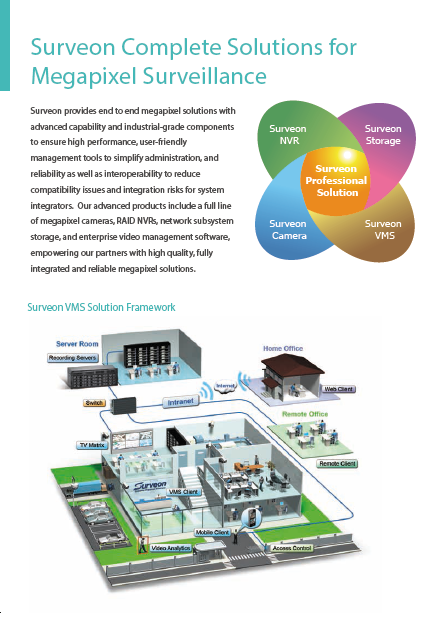 Surveon Complete Solutions for
Megapixel Surveillance
Surveon provides end to end megapixel solutions with
advanced capability and industrial-grade components
to ensure high performance, user-friendly
management tools to simplify administration, and
reliability as well as interoperability to reduce
compatibility issues and integration risks for system
integrators. Our advanced products include a full line
of megapixel cameras, RAID NVRs, network subsystem
storage, and enterprise video management software,
empowering our partners with high quality, fully
integrated and reliable megapixel solutions.
Surveon
NVR
Surveon
Storage
Surveon
Professional
Solution
Surveon
Camera
Surveon
VMS
Surveon VMS Solution Framework
Server Room
Recording Servers
Home Office
Internet
Web Client
Switch
Intranet
Remote Office
TV Matrix
Remote Client
Surveon
VMS Client
Mobile Client
Video Analytics
Access Control